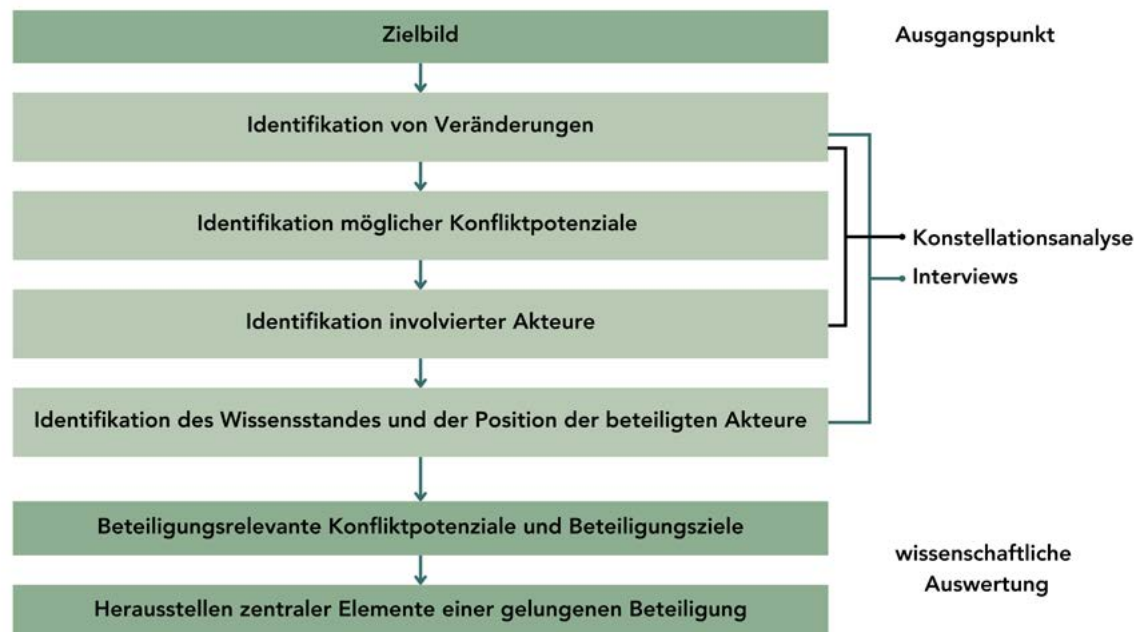 Zielbild
Ausgangspunkt
Identifikation von Veränderungen
Identifikation möglicher Konfliktpotenziale
Konstellationsanalyse
Interviews
Identifikation involvierter Akteure
Identifikation des Wissensstandes und der Position der beteiligten Akteure
Beteiligungsrelevante Konfliktpotenziale und Beteiligungsziele
wissenschaftliche
Auswertung
Herausstellen zentraler Elemente einer gelungenen Beteiligung